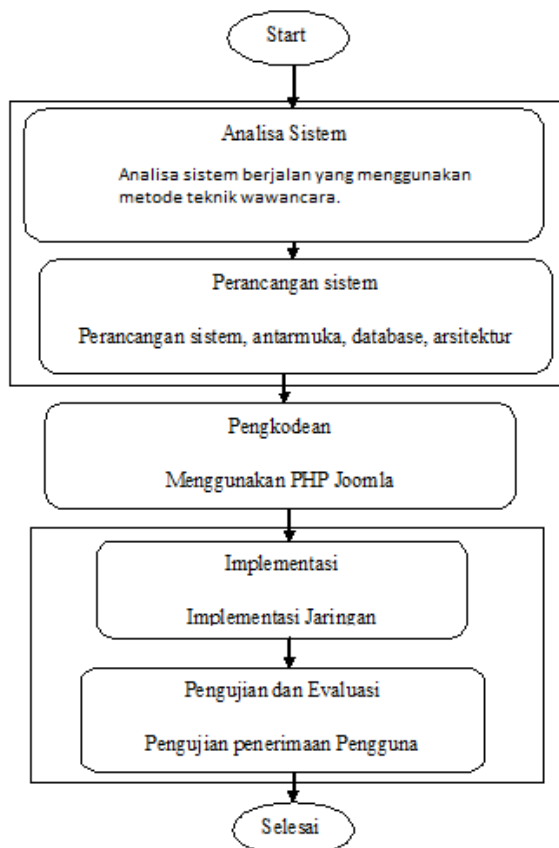 Start
Analisa Sistem
Analisa sistem berjalan yang menggunakan
metode teknik wawancara.
Perancangan sistem
Perancangan sistem, antarmuka, database, arsitektur
Pengkodean
Menggunakan PHP Joomla
Implementasi
Implementasi Jaringan
Pengujian dan Evaluasi
Pengujian penerimaan Pengguna
Selesai